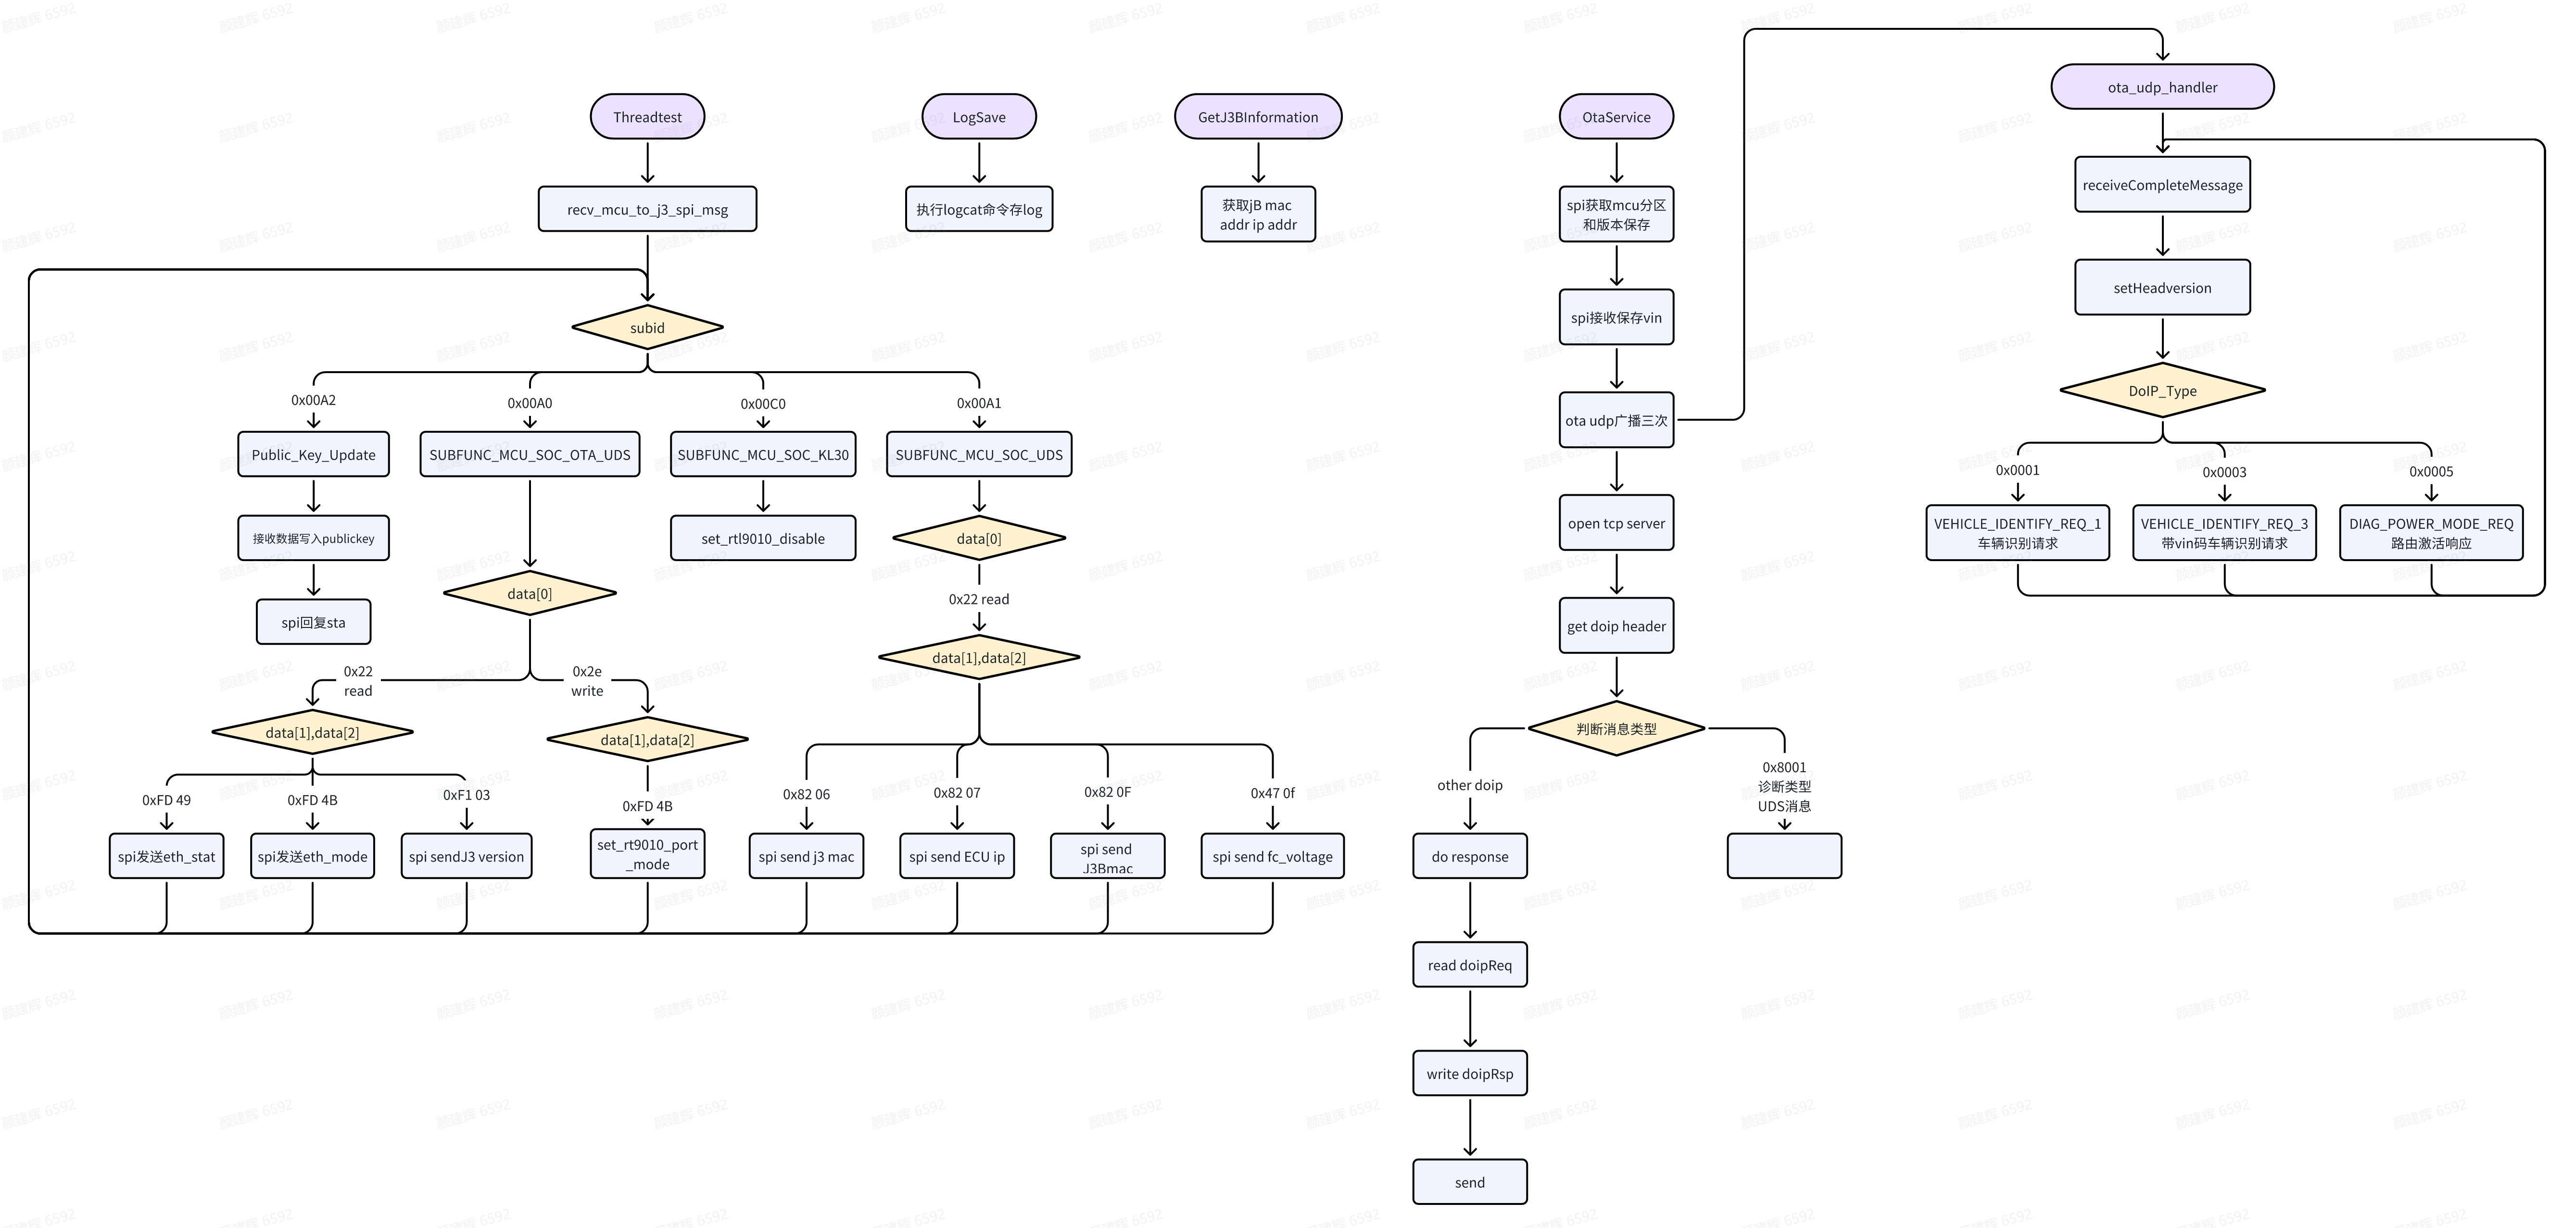 Threadtest
recv_mcu_to_j3_spi_msg
subid
0x00A2
Public_Key_Update
接收数据写入publickey
spi回复sta
0x00A0
SUBFUNC_MCU_SOC_OTA_UDS
data[0]
0x22
read
data[1],data[2]
0xFD 49
spi发送eth_stat
0xFD 4B
spi发送eth_mode
0xF1 03
spi sendJ3 version
0x2e
write
data[1],data[2]
0xFD 4B
set_rt9010_port
_mode
0x00C0
SUBFUNC_MCU_SOC_KL30
set_rtl9010_disable
0x00A1
SUBFUNC_MCU_SOC_UDS
data[0]
0x22 read
data[1],data[2]
0x82 06
spi send j3 mac
0x82 07
spi send ECU ip
0x82 0F
spi send
J3Bmac
0x47 0f
spi send fc_voltage
LogSave
执行logcat命令存log
GetJ3BInformation
获取jB mac
addr ip addr
OtaService
spi获取mcu分区
和版本保存
spi接收保存vin
ota udp广播三次
open tcp server
get doip header
判断消息类型
other doip
do response
read doipReq
write doipRsp
send
0x8001
诊断类型
UDS消息
ota_udp_handler
receiveCompleteMessage
setHeadversion
DoIP_Type
0x0001
VEHICLE_IDENTIFY_REQ_1
车辆识别请求
0x0003
VEHICLE_IDENTIFY_REQ_3
带vin码车辆识别请求
0x0005
DIAG_POWER_MODE_REQ
路由激活响应
颜建辉 6592